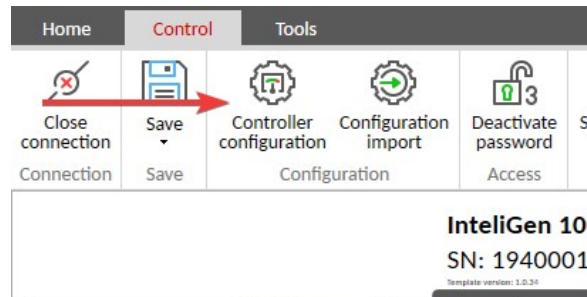 Home Control Tools
Close connection Save Controller configuration Configuration import 3 Deactivate password S
Connection Save Configuration Access
InteliGen 10
SN: 1940001
Template version: 1.0.34